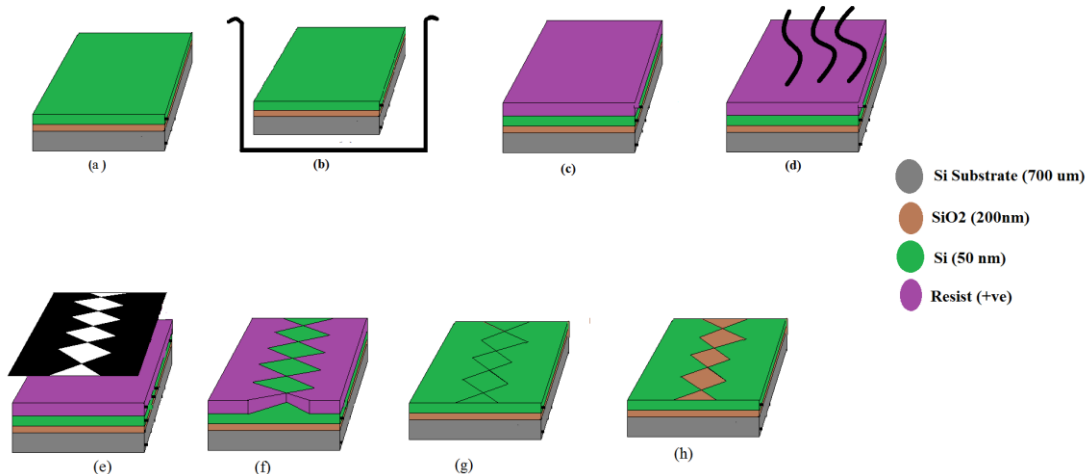 (a )
(b)
(c)
(d)
Si Substrate (700 um)
SiO2 (200nm)
Si (50 nm)
Resist (+ve)
(e)
(f)
(g)
(h)